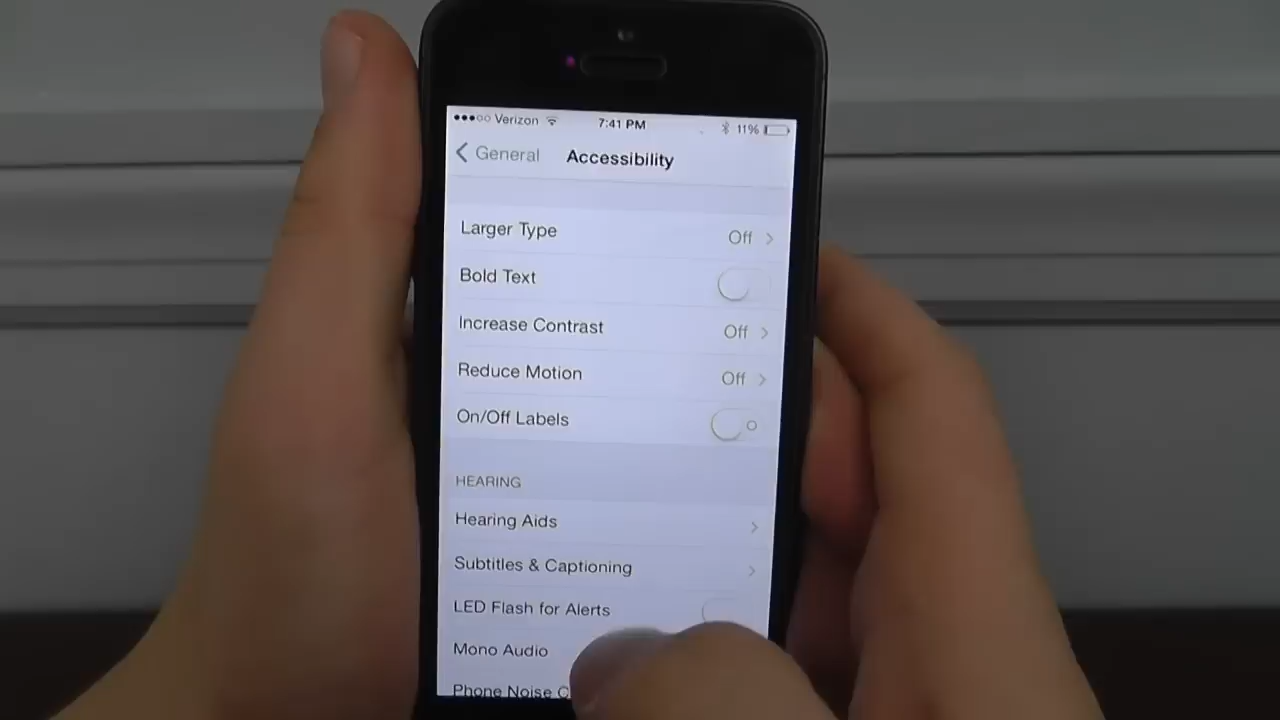 Verizon 7:41 PM 11%
General Accessibility
Larger Type Off
Bold Text
Increase Contrast Off
Reduce Motion Off
On/Off Labels
HEARING
Hearing Aids
Subtitles & Captioning
LED Flash for Alerts
Mono Audio
Phone Noise C